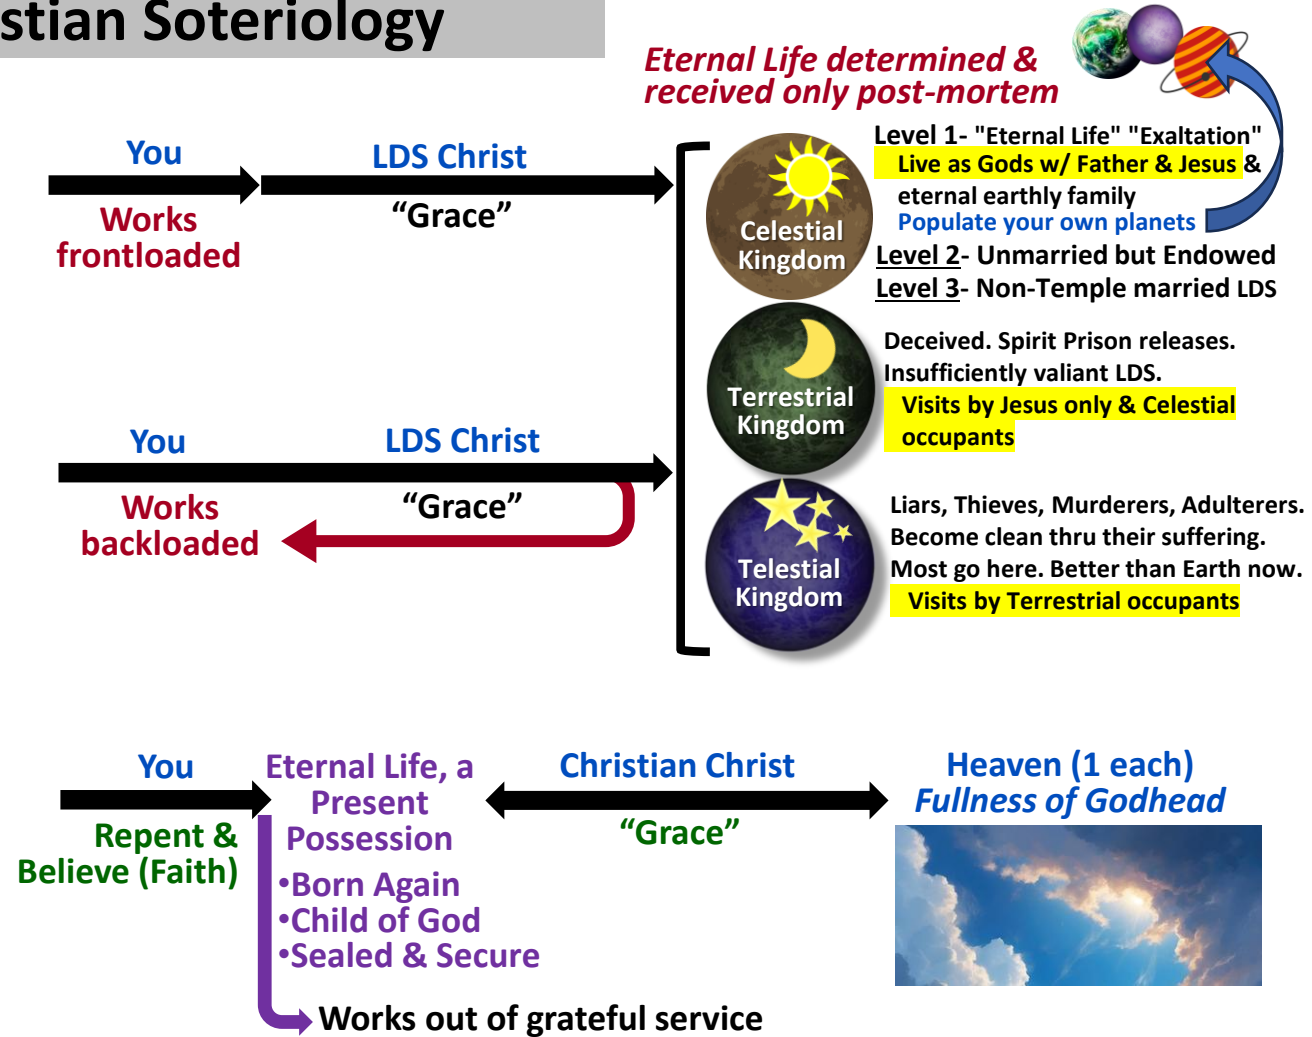 stian Soteriology
Eternal Life determined &
received only post-mortem
You
LDS Christ
Works
frontloaded
“Grace”
Celestial
Kingdom
Level 1- "Eternal Life" "Exaltation"
Live as Gods w/ Father & Jesus &
eternal earthly family
Populate your own planets
Level 2- Unmarried but Endowed
Level 3- Non-Temple married LDS
Terrestrial
Kingdom
Deceived. Spirit Prison releases.
Insufficiently valiant LDS.
Visits by Jesus only & Celestial
occupants
You
LDS Christ
Works
backloaded
“Grace”
Telestial
Kingdom
Liars, Thieves, Murderers, Adulterers.
Become clean thru their suffering.
Most go here. Better than Earth now.
Visits by Terrestrial occupants
You
Repent &
Believe (Faith)
Eternal Life, a
Present
Possession
•Born Again
•Child of God
•Sealed & Secure
Works out of grateful service
Christian Christ
“Grace”
Heaven (1 each)
Fullness of Godhead